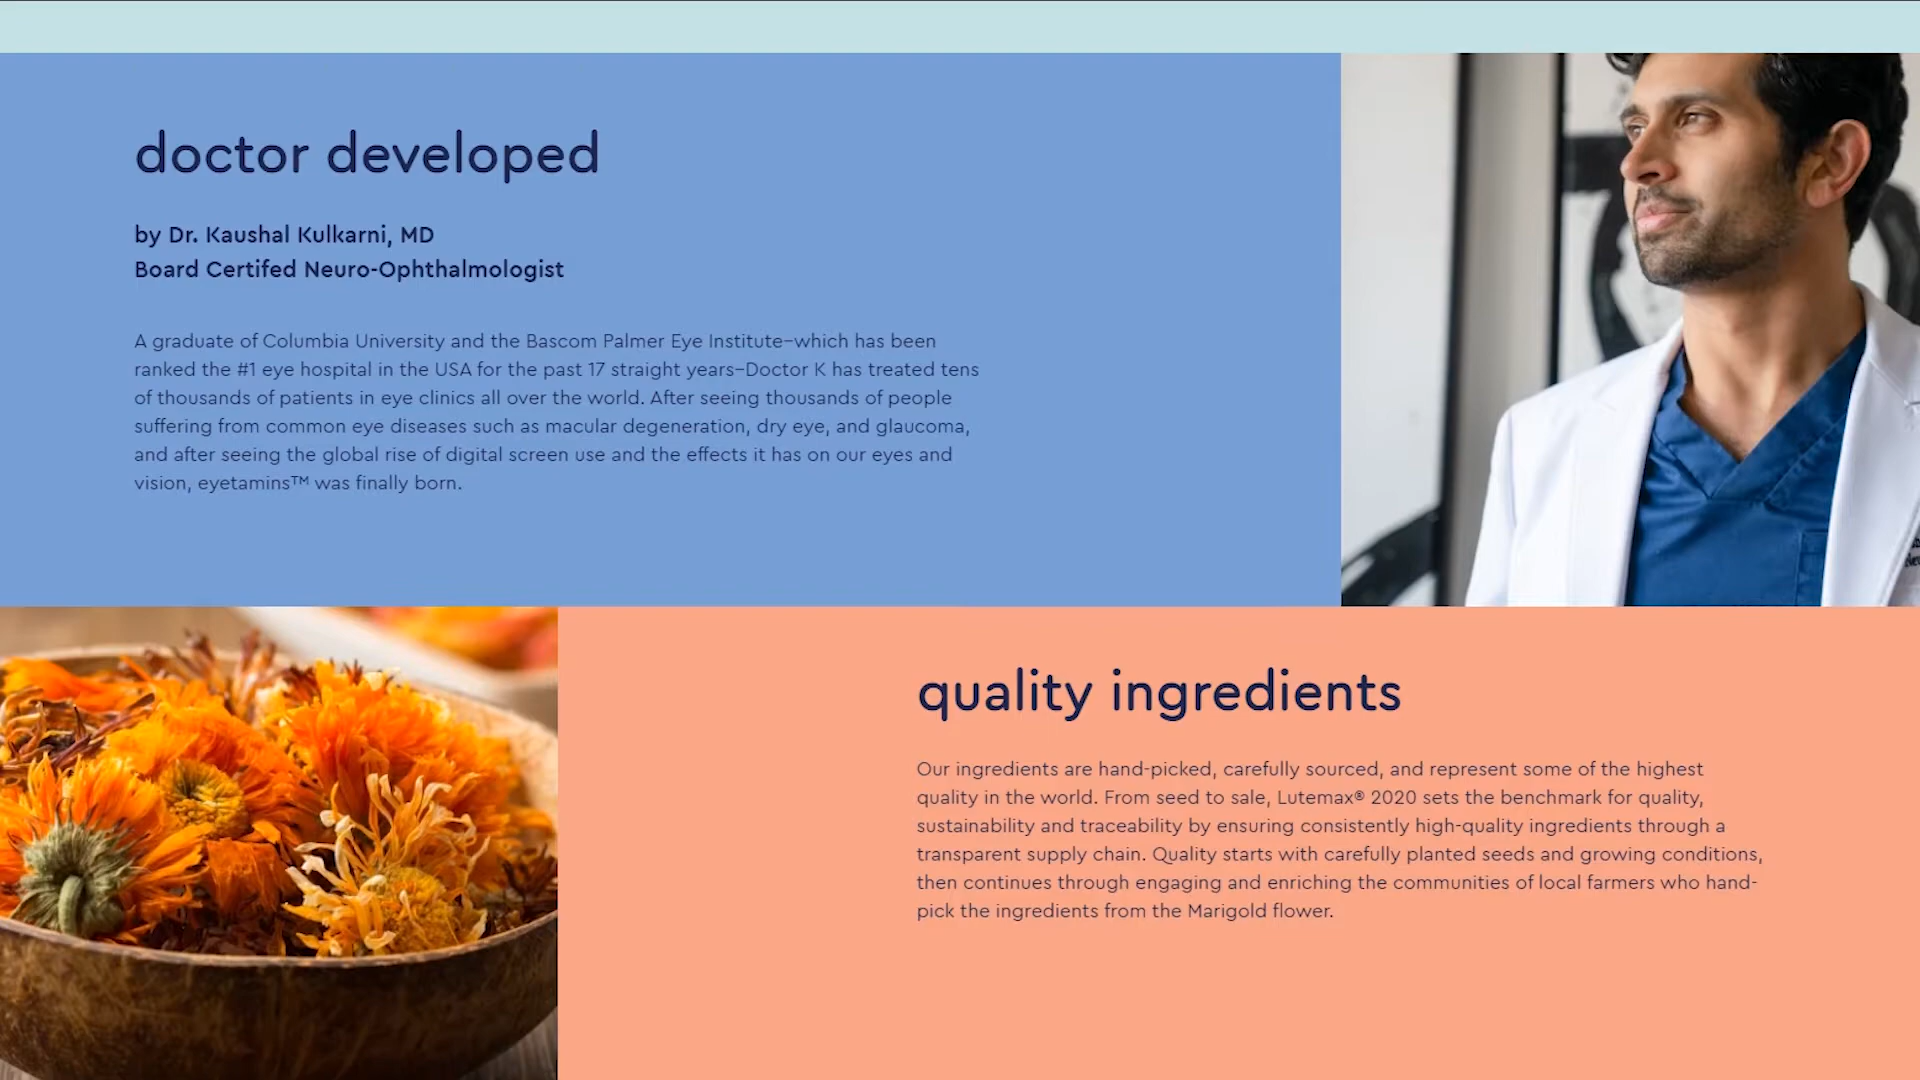 doctor developed
by Dr. Kaushal Kulkarni, MD
Board Certifed Neuro-Ophthalmologist
A graduate of Columbia University and the Bascom Palmer Eye Institute–which has been
ranked the #1 eye hospital in the USA for the past 17 straight years–Doctor K has treated tens
of thousands of patients in eye clinics all over the world. After seeing thousands of people
suffering from common eye diseases such as macular degeneration, dry eye, and glaucoma,
and after seeing the global rise of digital screen use and the effects it has on our eyes and
vision, eyetamins™ was finally born.
quality ingredients
Our ingredients are hand-picked, carefully sourced, and represent some of the highest
quality in the world. From seed to sale, Lutemax® 2020 sets the benchmark for quality,
sustainability and traceability by ensuring consistently high-quality ingredients through a
transparent supply chain. Quality starts with carefully planted seeds and growing conditions,
then continues through engaging and enriching the communities of local farmers who hand-
pick the ingredients from the Marigold flower.